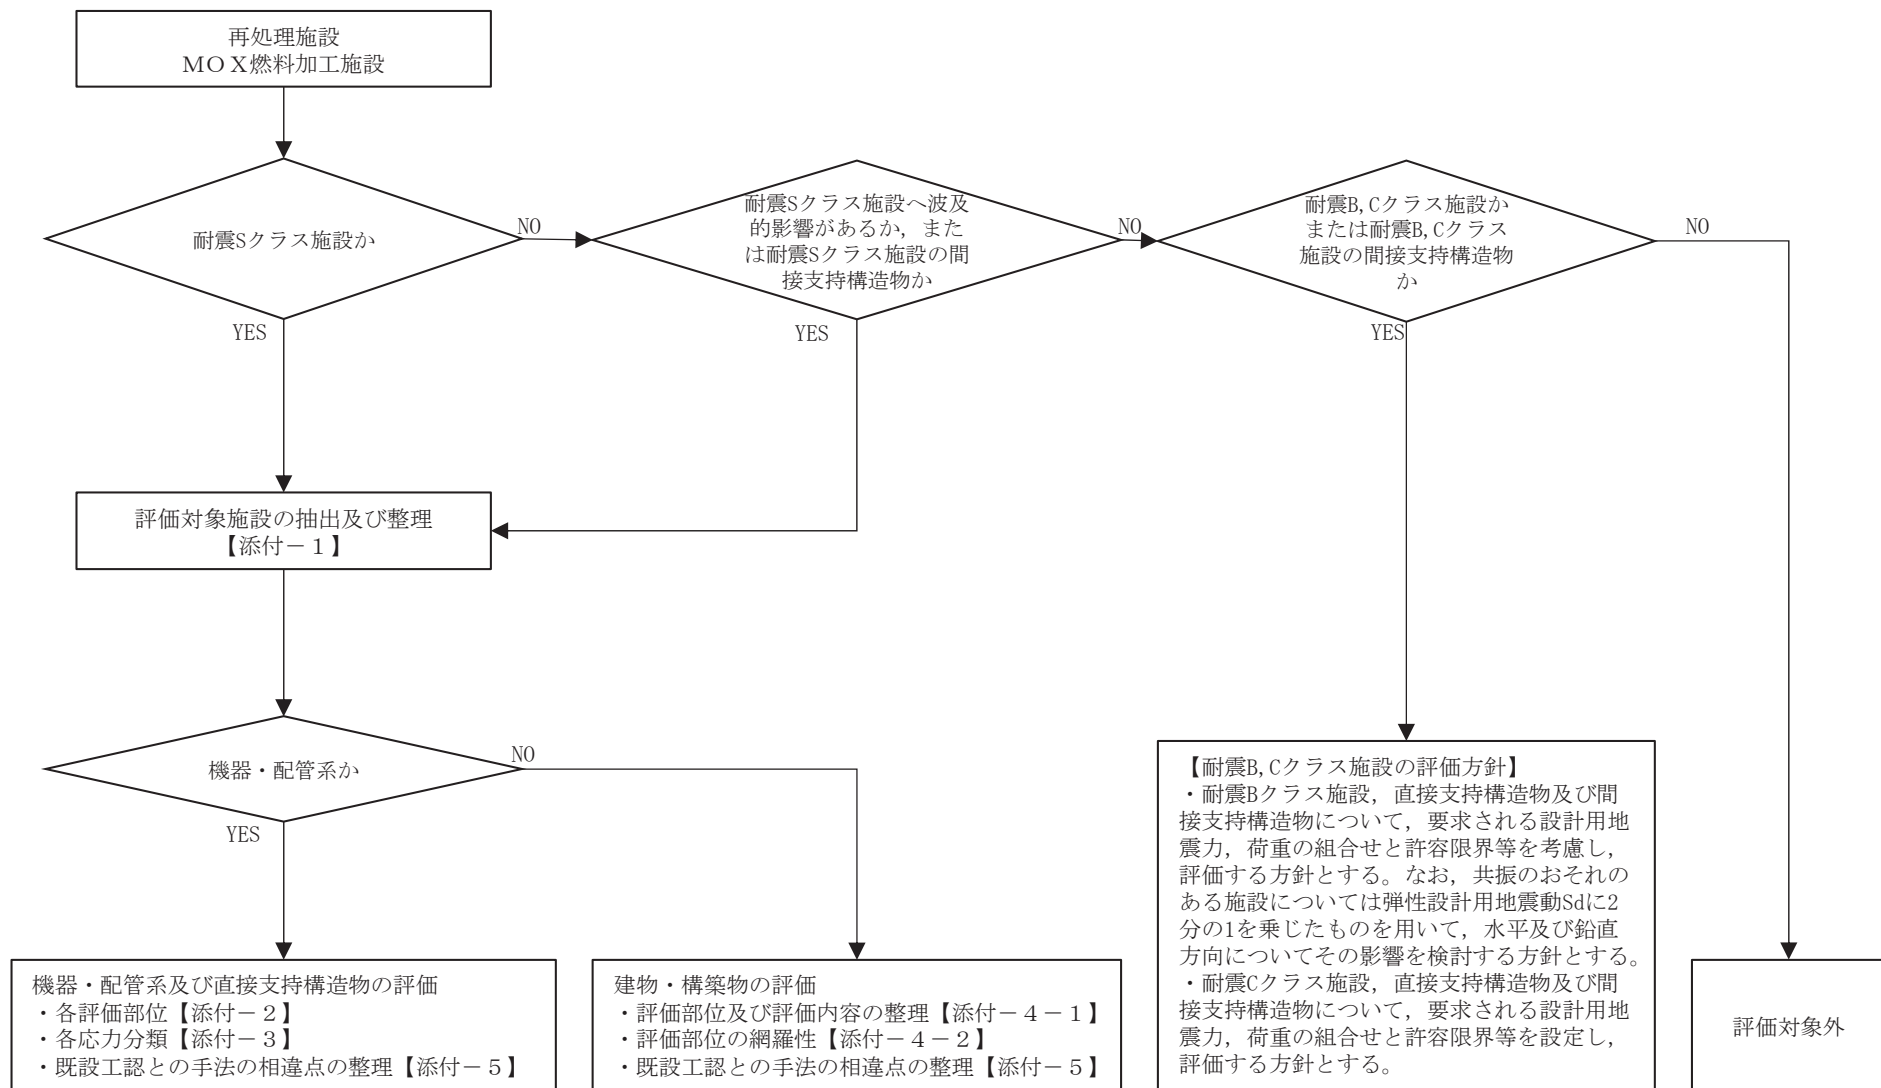 再処理施設
ＭＯＸ燃料加工施設
耐震Sクラス施設か
NO
YES
耐震Sクラス施設へ波及
的影響があるか，また
は耐震Sクラス施設の間
接支持構造物か
NO
YES
耐震B,Cクラス施設か
または耐震B,Cクラス
施設の間接支持構造物
か
NO
YES
評価対象施設の抽出及び整理
【添付－１】
機器・配管系か
NO
YES
機器・配管系及び直接支持構造物の評価
・各評価部位【添付－２】
・各応力分類【添付－３】
・既設工認との手法の相違点の整理【添付－５】
建物・構築物の評価
・評価部位及び評価内容の整理【添付－４－１】
・評価部位の網羅性【添付－４－２】
・既設工認との手法の相違点の整理【添付－５】
【耐震B,Cクラス施設の評価方針】
・耐震Bクラス施設，直接支持構造物及び間
接支持構造物について，要求される設計用地
震力，荷重の組合せと許容限界等を考慮し，
評価する方針とする。なお，共振のおそれの
ある施設については弾性設計用地震動Sdに2
分の1を乗じたものを用いて，水平及び鉛直
方向についてその影響を検討する方針とする。
・耐震Cクラス施設，直接支持構造物及び間
接支持構造物について，要求される設計用地
震力，荷重の組合せと許容限界等を設定し，
評価する方針とする。
評価対象外